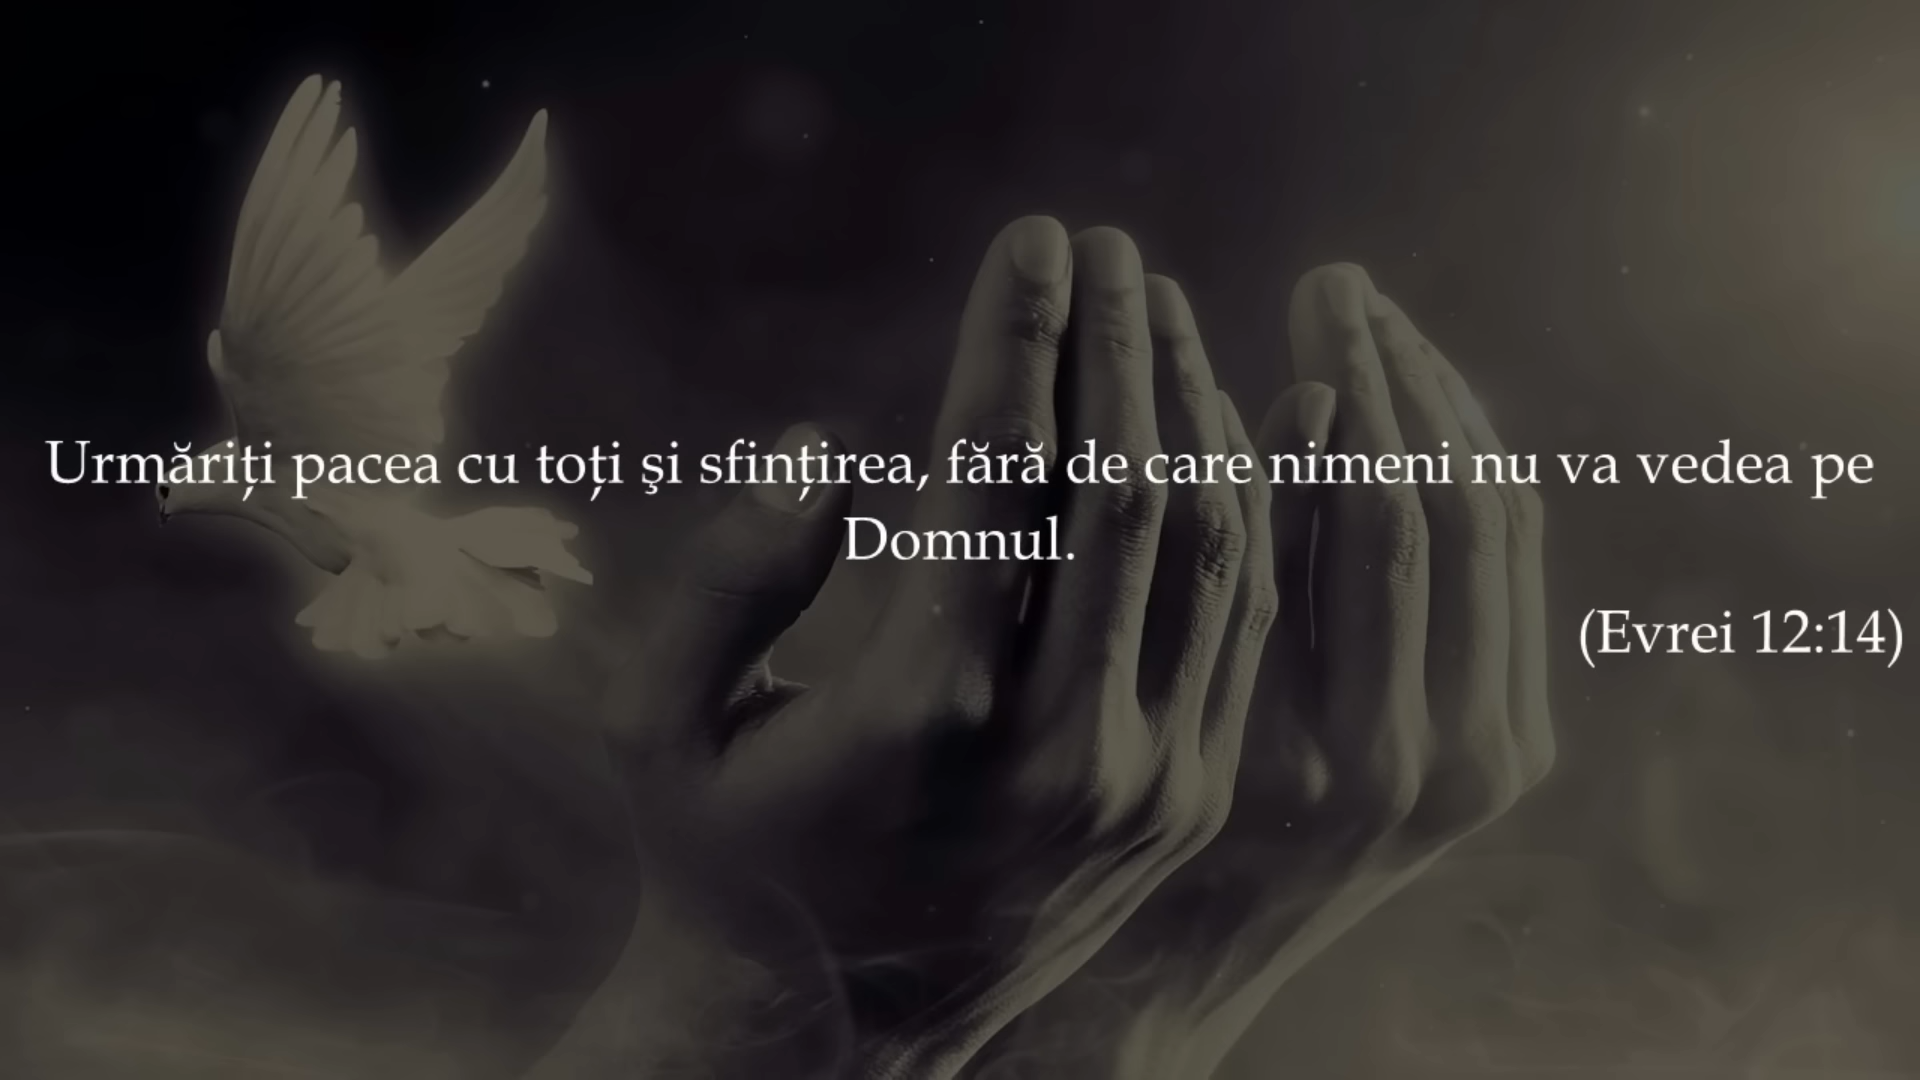 Urmăriți pacea cu toți şi sfințirea, fără de care nimeni nu va vedea pe
Domnul.
(Evrei 12:14)